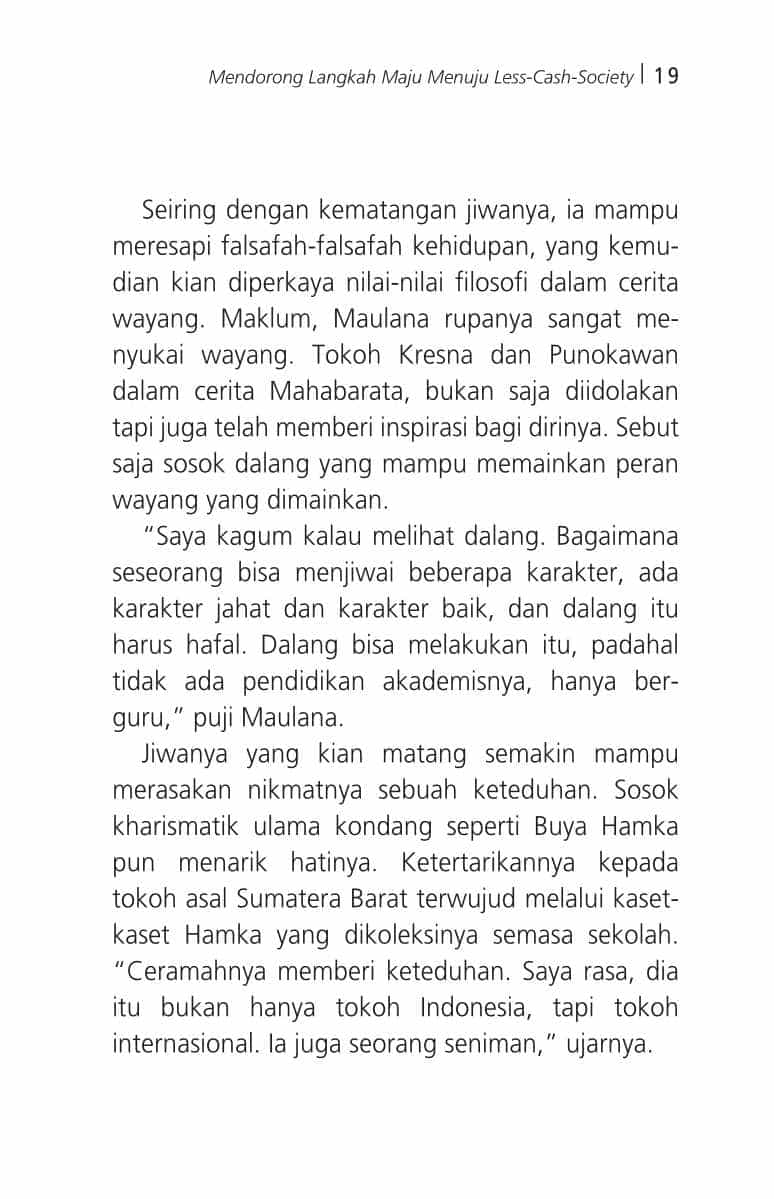 Mendorong Langkah Maju Menuju Less-Cash-Society | 19
Seiring dengan kematangan jiwanya, ia mampu
meresapi falsafah-falsafah kehidupan, yang kemu-
dian kian diperkaya nilai-nilai filosofi dalam cerita
wayang. Maklum, Maulana rupanya sangat me-
nyukai wayang. Tokoh Kresna dan Punokawan
dalam cerita Mahabarata, bukan saja diidolakan
tapi juga telah memberi inspirasi bagi dirinya. Sebut
saja sosok dalang yang mampu memainkan peran
wayang yang dimainkan.
“Saya kagum kalau melihat dalang. Bagaimana
seseorang bisa menjiwai beberapa karakter, ada
karakter jahat dan karakter baik, dan dalang itu
harus hafal. Dalang bisa melakukan itu, padahal
tidak ada pendidikan akademisnya, hanya ber-
guru,” puji Maulana.
Jiwanya yang kian matang semakin mampu
merasakan nikmatnya sebuah keteduhan. Sosok
kharismatik ulama kondang seperti Buya Hamka
pun menarik hatinya. Ketertarikannya kepada
tokoh asal Sumatera Barat terwujud melalui kaset-
kaset Hamka yang dikoleksinya semasa sekolah.
“Ceramahnya memberi keteduhan. Saya rasa, dia
itu bukan hanya tokoh Indonesia, tapi tokoh
internasional. Ia juga seorang seniman,” ujarnya.